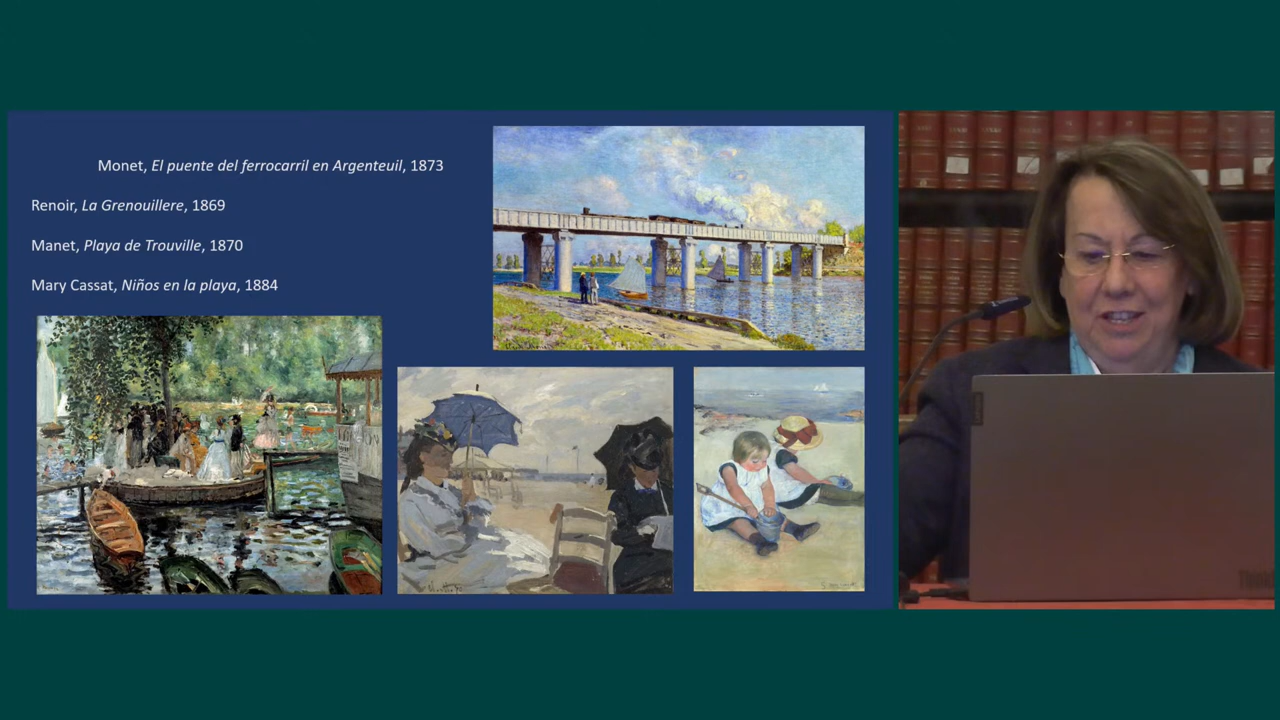 Monet, El puente del ferrocarril en Argenteuil, 1873
Renoir, La Grenouillere, 1869
Manet, Playa de Trouville, 1870
Mary Cassat, Niños en la playa, 1884